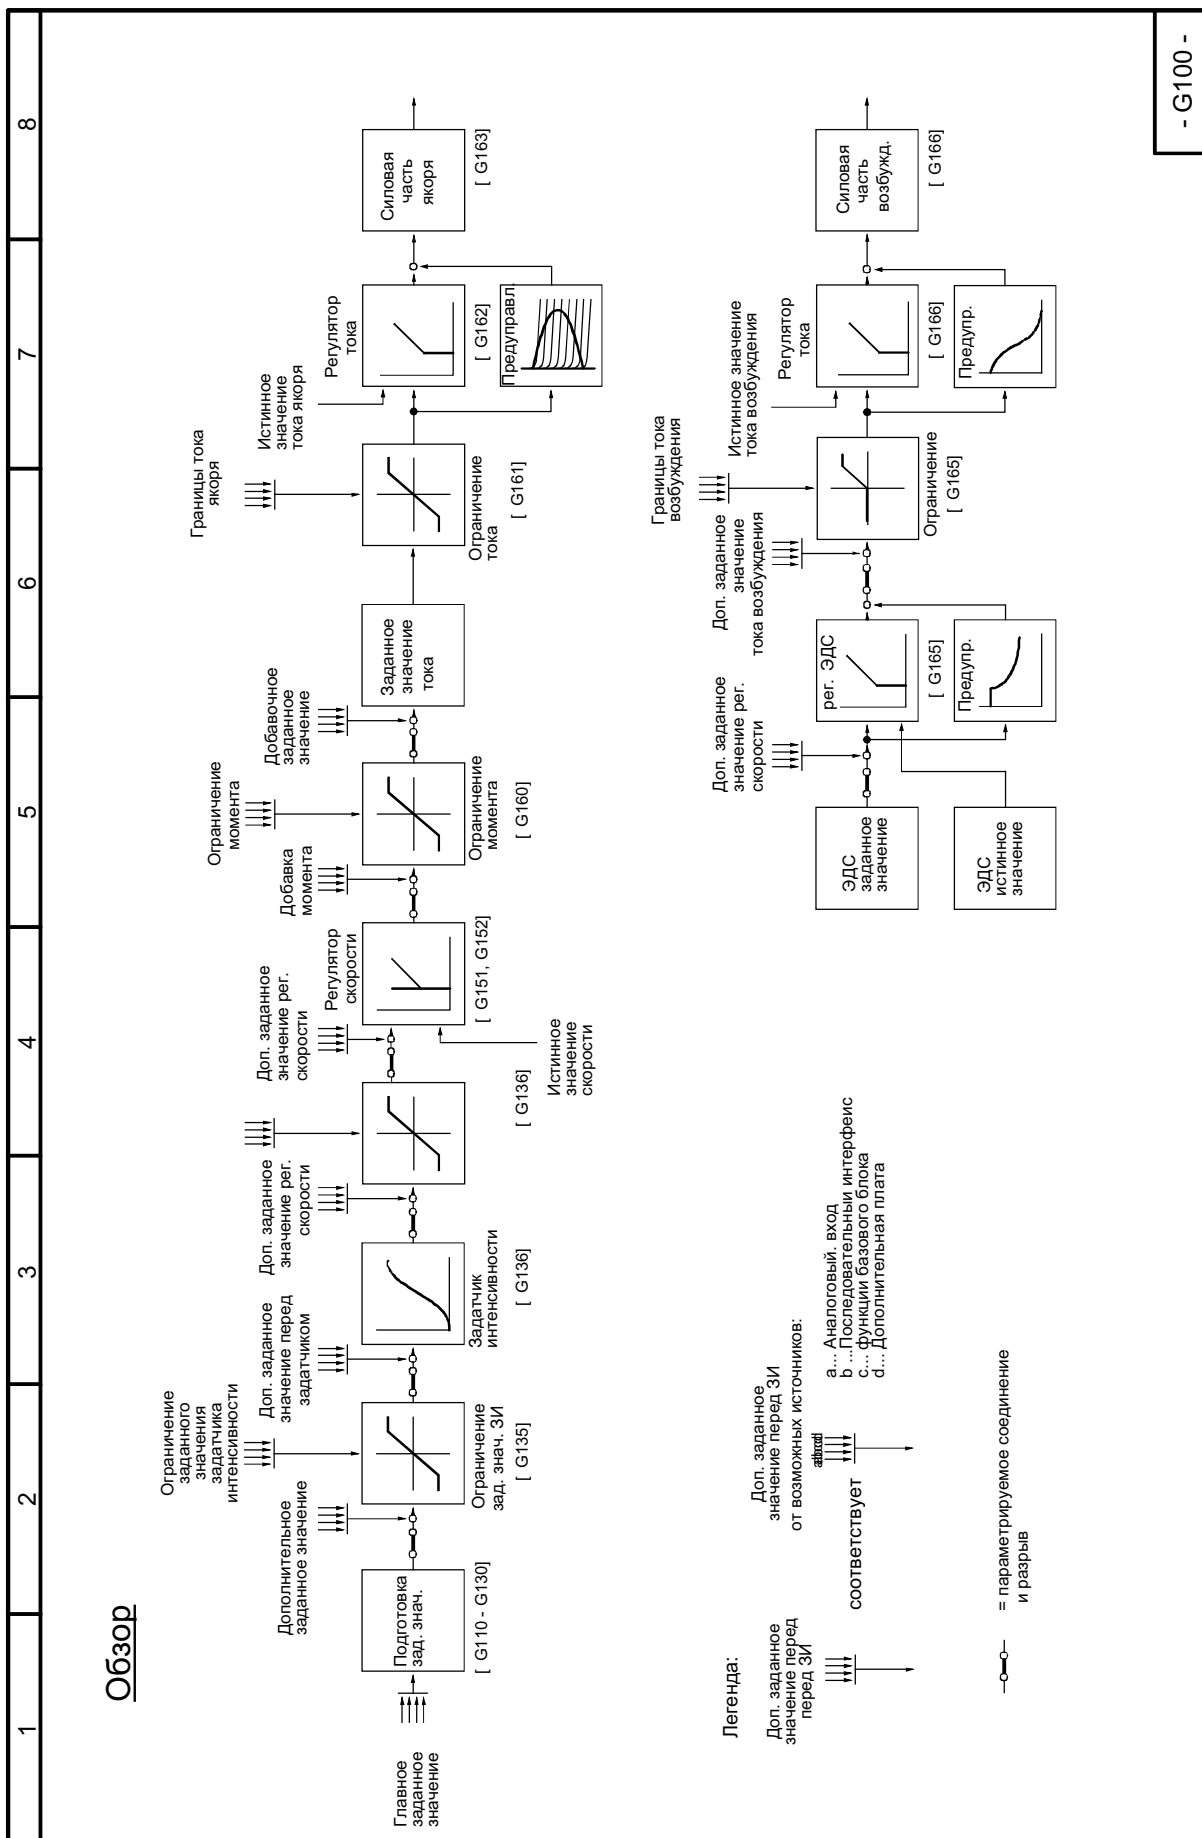 1
2
3
4
5
6
7
8
Обзор
Главное
заданное
значение
Подготовка
зад. знач.
[ G110 - G130]
Дополнительное
заданное значение
Ограничение
заданного
значения
задатчика
интенсивности
Ограничение
зад. знач. ЗИ
[ G135]
Доп. заданное
значение перед
задатчиком
Задатчик
интенсивности
[ G136]
Доп. заданное
значение рег.
скорости
[ G136]
Доп. заданное
значение рег.
скорости
Регулятор
скорости
[ G151, G152]
Истинное
значение
скорости
Добавка
момента
Ограничение
момента
Ограничение
момента
[ G160]
Добавочное
заданное
значение
Заданное
значение
тока
Границы тока
якоря
Ограничение
тока
[ G161]
Истинное
значение
тока якоря
Регулятор
тока
[ G162]
Предуправл.
Силовая
часть
якоря
[ G163]
ЭДС
заданное
значение
ЭДС
истинное
значение
Доп. заданное
значение рег.
скорости
рег. ЭДС
[ G165]
Предупр.
Доп. заданное
значение
тока возбуждения
Границы тока
возбуждения
Ограничение
[ G165]
Истинное значение
тока возбуждения
Регулятор
тока
[ G166]
Предупр.
Силовая
часть
возбужд.
[ G166]
Легенда:
Доп. заданное
значение перед
перед ЗИ
соответствует
Доп. заданное
значение перед ЗИ
от возможных источников:
a... Аналоговый. вход
b ...Последовательныи интерфеис
c... функции базового блока
d... Дополнительная плата
= параметрируемое соединение
и разрыв
- G100 -